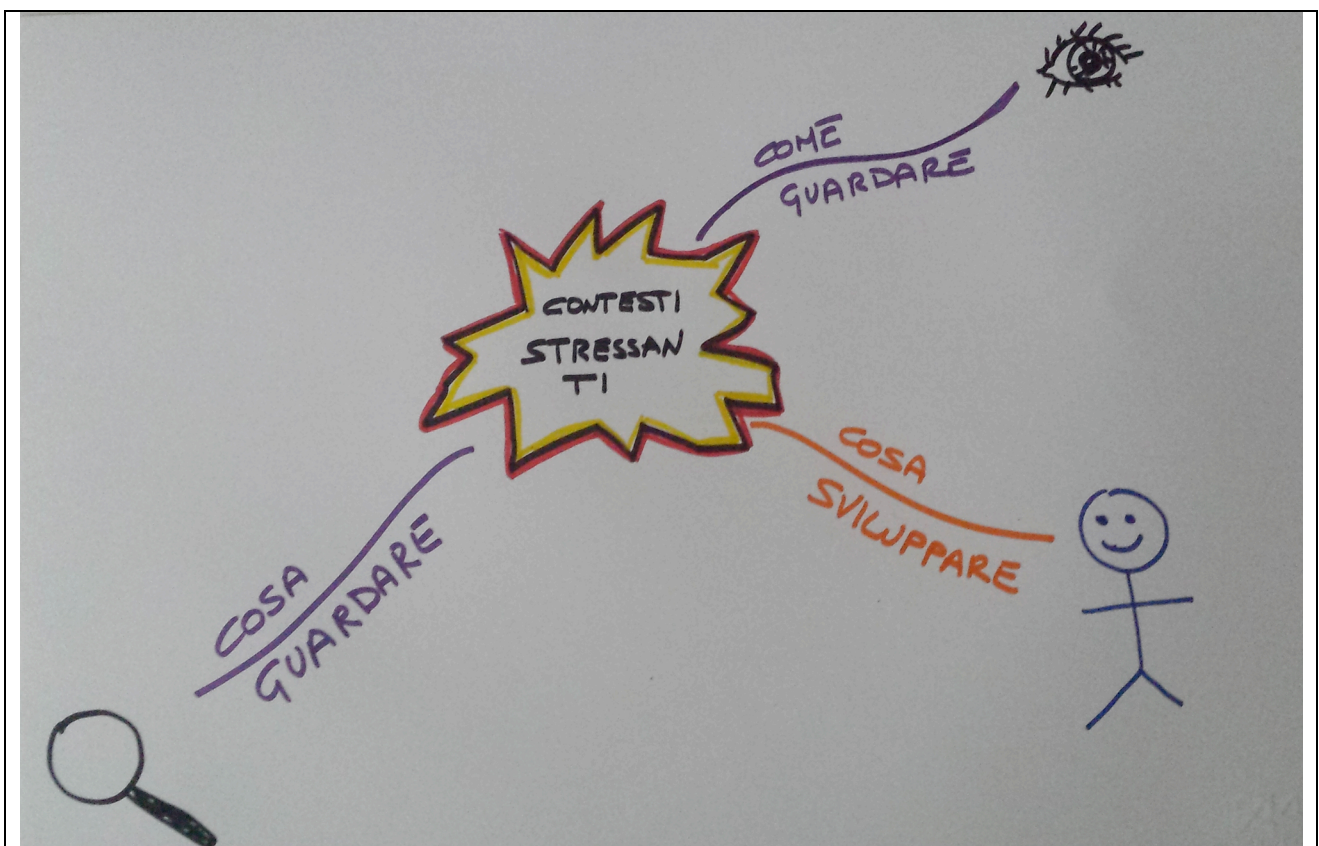 COME
GUARDARE
CONTESTI
STRESSAN
TI
COSA
SVILUPPARE
COSA
GUARDARE